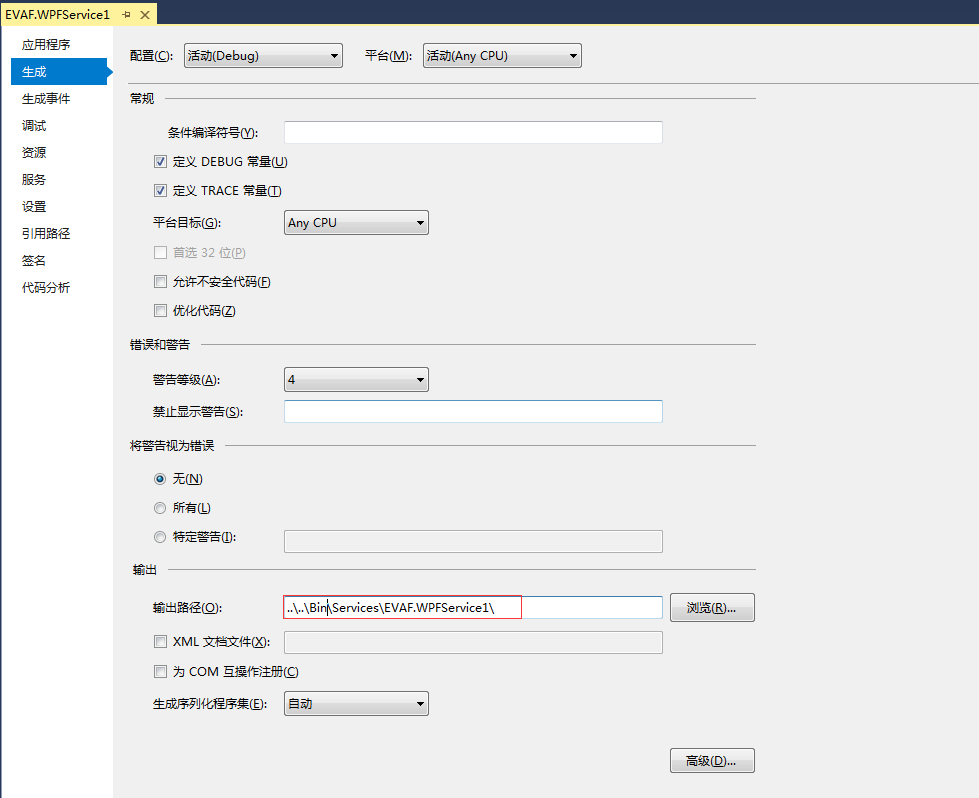 EVAF.WPFService1
应用程序
生成
生成事件
调试
资源
服务
设置
引用路径
签名
代码分析
配置(C): 活动(Debug) 平台(M): 活动(Any CPU)
常规
条件编译符号(Y):
定义 DEBUG 常量(U)
定义 TRACE 常量(T)
平台目标(G): Any CPU
首选 32 位(P)
允许不安全代码(F)
优化代码(Z)
错误和警告
警告等级(A): 4
禁止显示警告(S):
将警告视为错误
无(N)
所有(L)
特定警告(I):
输出
输出路径(O): ..\..\Bin\Services\EVAF.WPFService1\ 浏览(R)...
XML 文档文件(X):
为 COM 互操作注册(C)
生成序列化程序集(E): 自动
高级(D)...